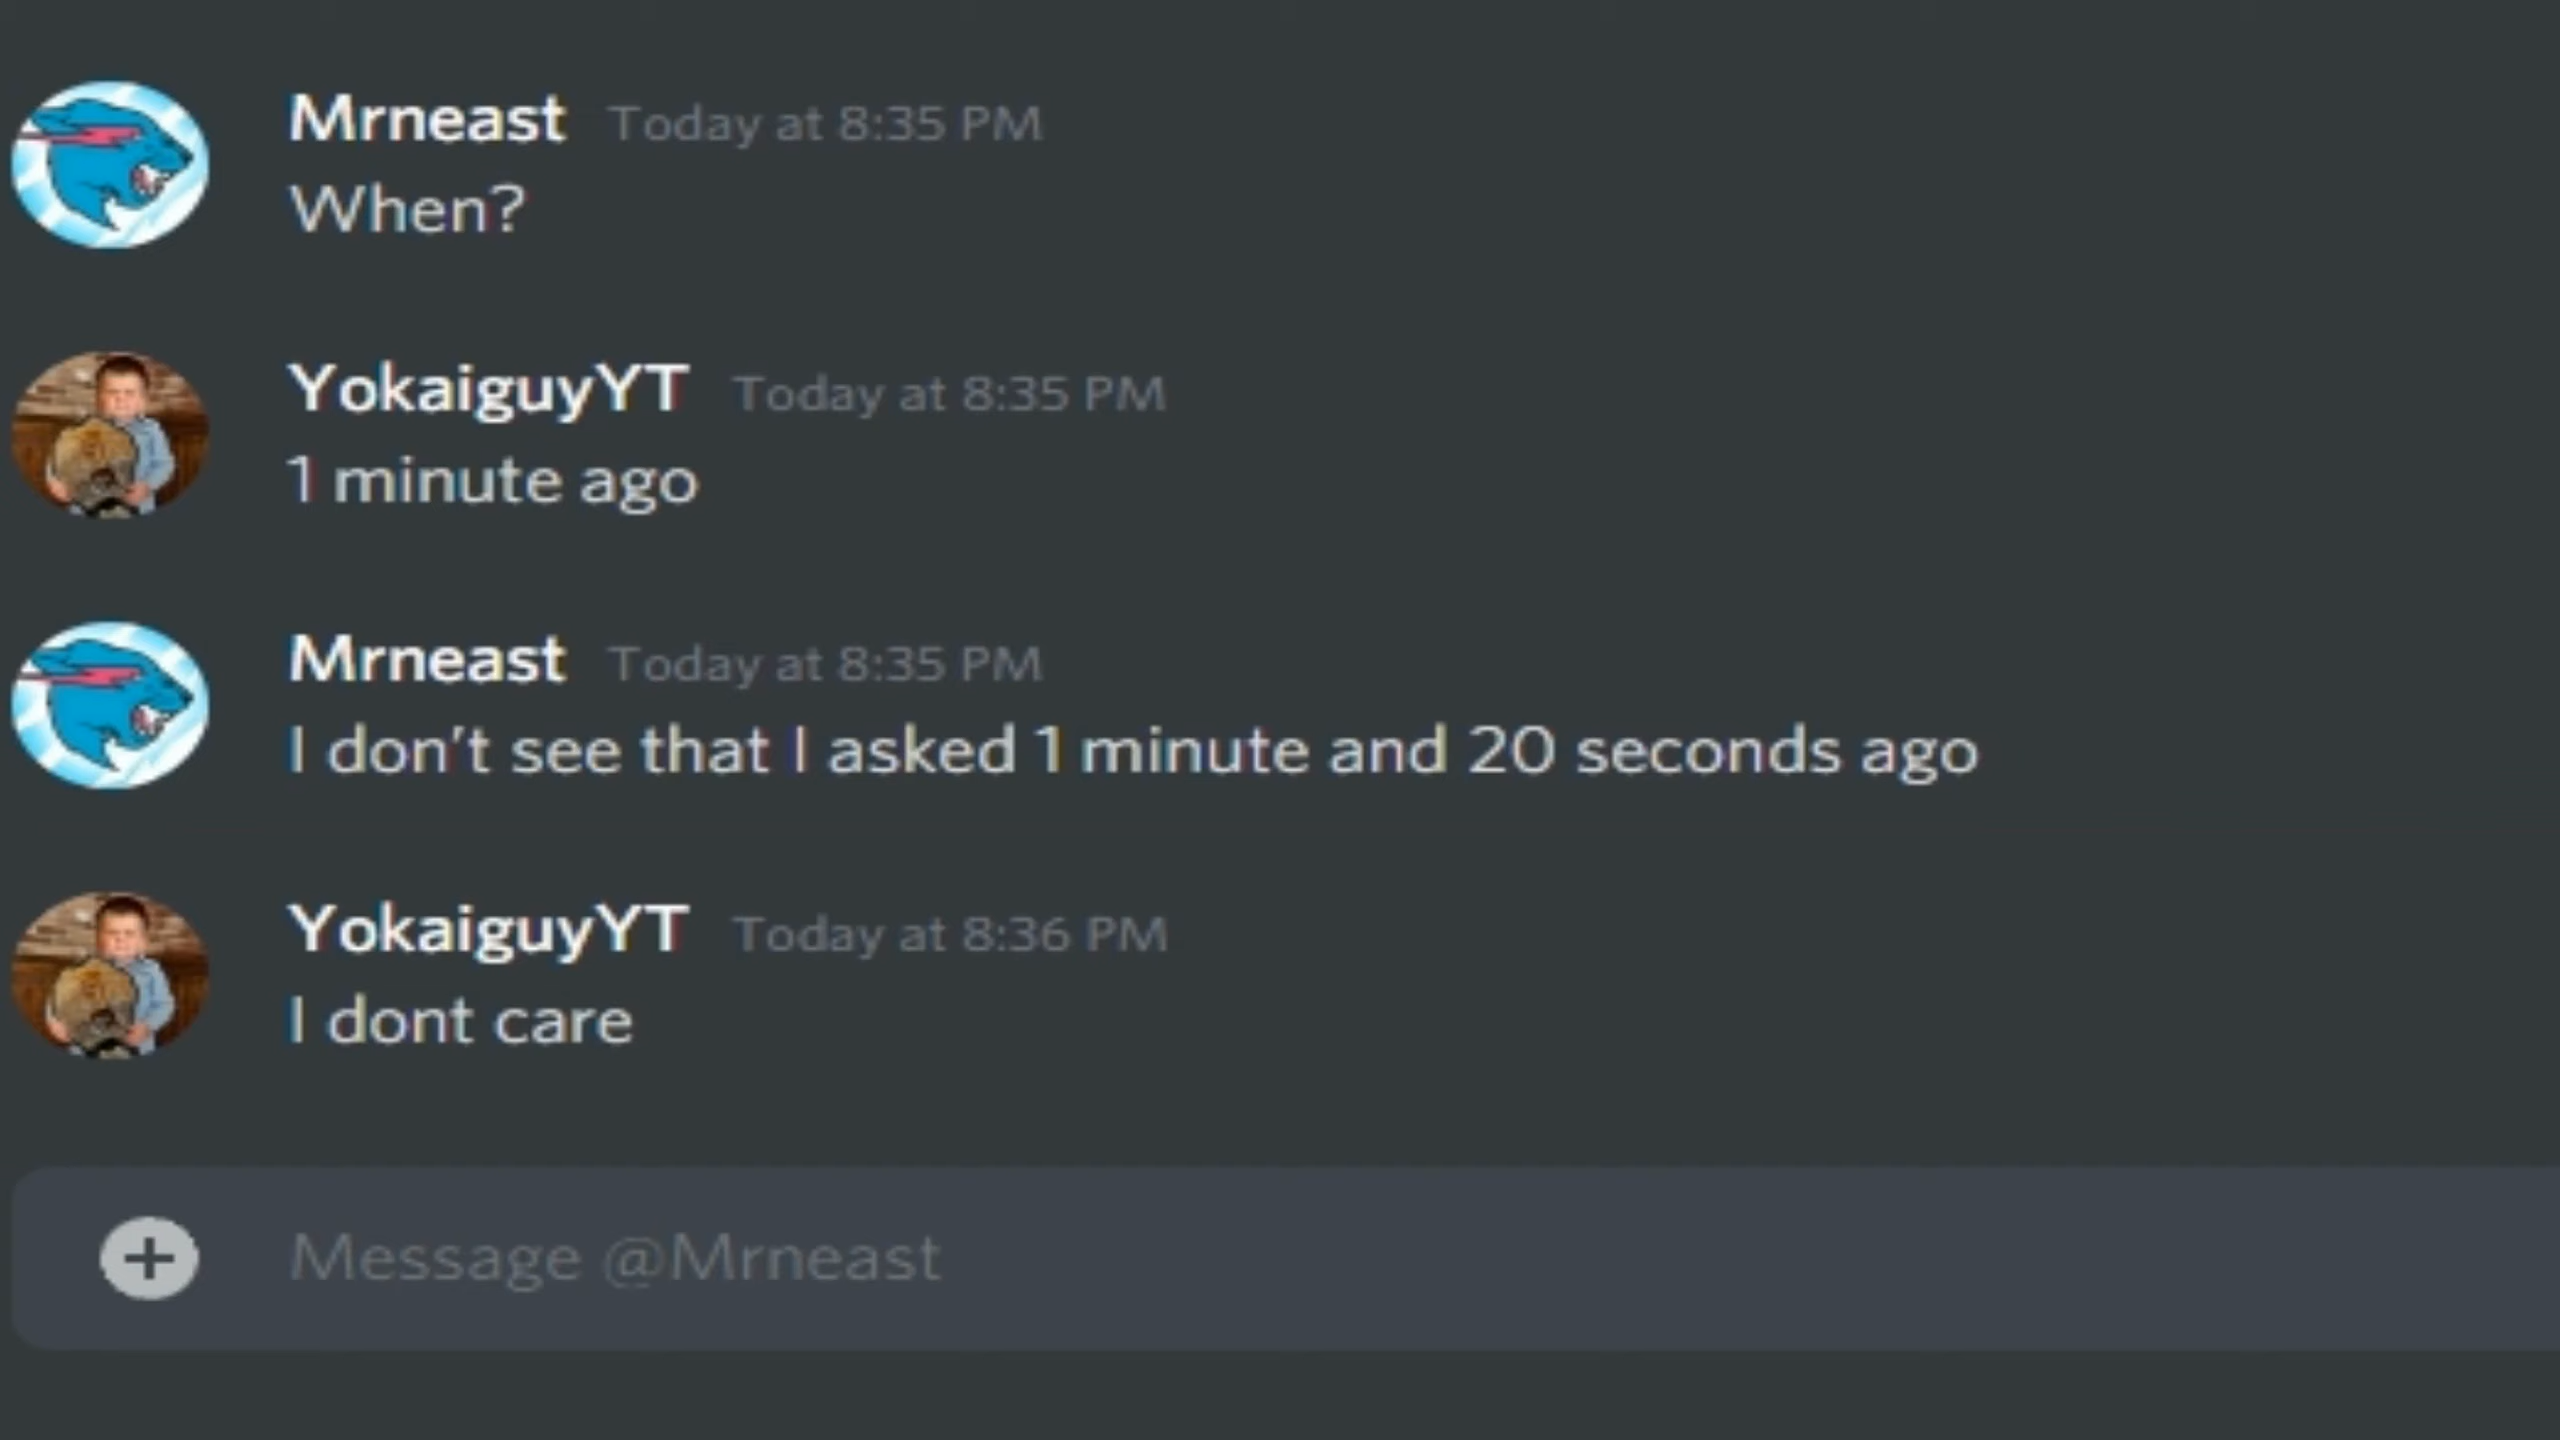 Mrneast Today at 8:35 PM
When?
YokaiguyYT Today at 8:35 PM
1 minute ago
Mrneast Today at 8:35 PM
I don't see that I asked 1 minute and 20 seconds ago
YokaiguyYT Today at 8:36 PM
I dont care
Message @Mrneast